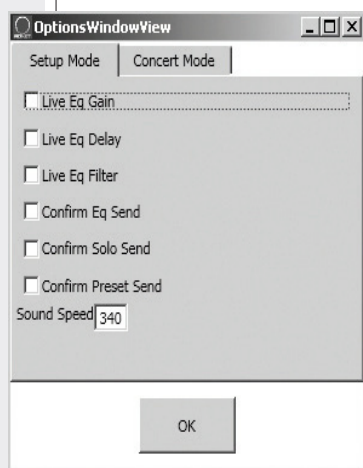 OptionsWindowView
Setup Mode Concert Mode
Live Eq Gain
Live Eq Delay
Live Eq Filter
Confirm Eq Send
Confirm Solo Send
Confirm Preset Send
Sound Speed 340
OK